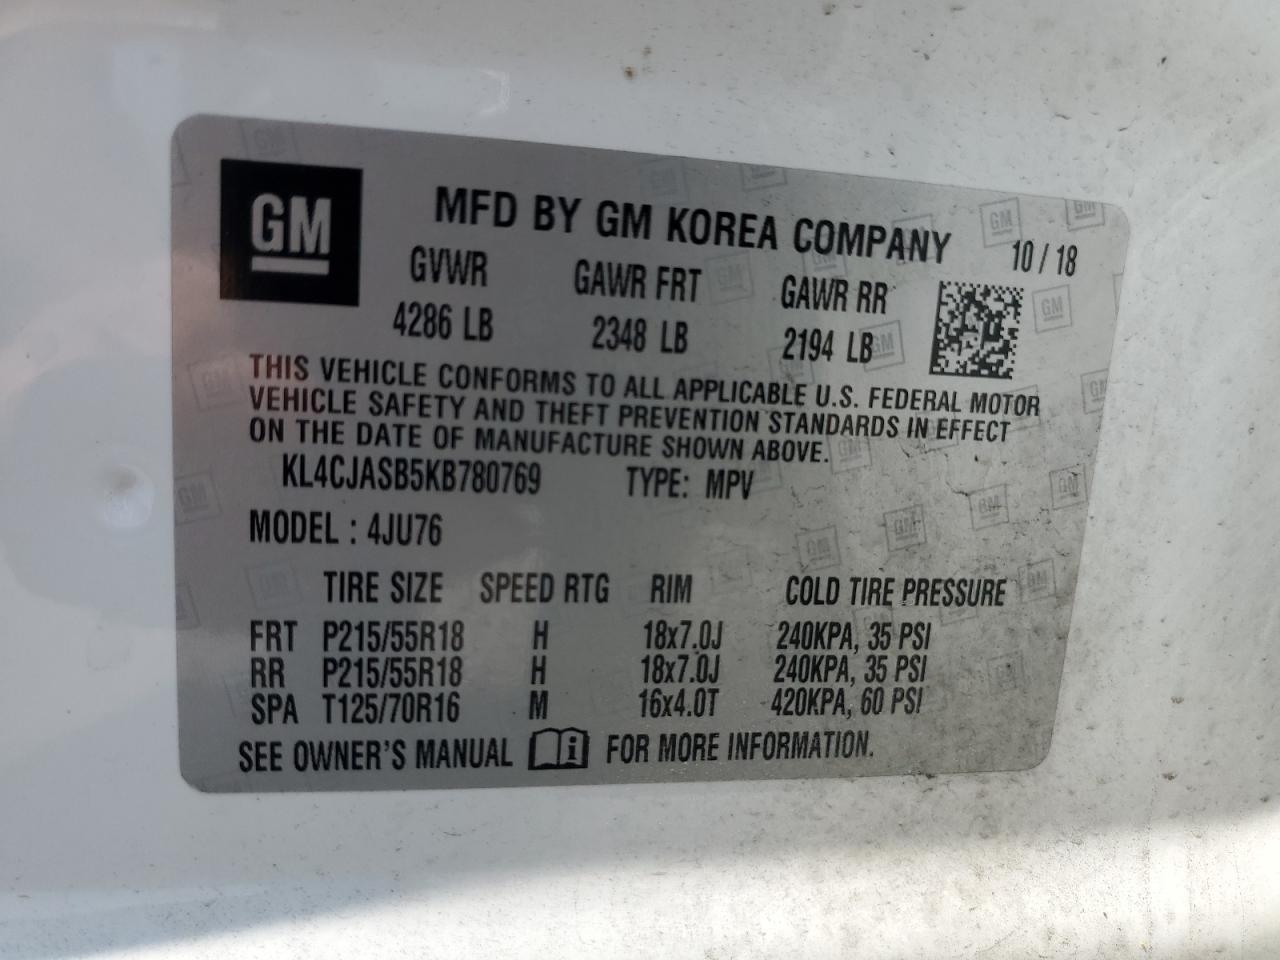 GM
MFD BY GM KOREA COMPANY 10 / 18
GVWR GAWR FRT GAWR RR
4286 LB 2348 LB 2194 LB
THIS VEHICLE CONFORMS TO ALL APPLICABLE U.S. FEDERAL MOTOR
VEHICLE SAFETY AND THEFT PREVENTION STANDARDS IN EFFECT
ON THE DATE OF MANUFACTURE SHOWN ABOVE.
KL4CJASB5KB780769 TYPE: MPV
MODEL : 4JU76
TIRE SIZE SPEED RTG RIM COLD TIRE PRESSURE
FRT P215/55R18 H 18x7.0J 240KPA, 35 PSI
RR P215/55R18 H 18x7.0J 240KPA, 35 PSI
SPA T125/70R16 M 16x4.0T 420KPA, 60 PSI
SEE OWNER'S MANUAL i FOR MORE INFORMATION.